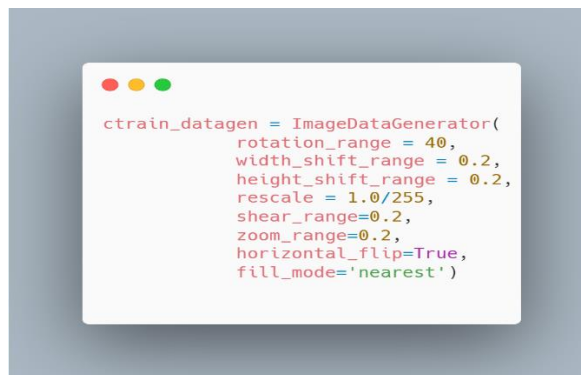 ctrain_datagen = ImageDataGenerator(
rotation_range = 40,
width_shift_range = 0.2,
height_shift_range = 0.2,
rescale = 1.0/255,
shear_range=0.2,
zoom_range=0.2,
horizontal_flip=True,
fill_mode='nearest')